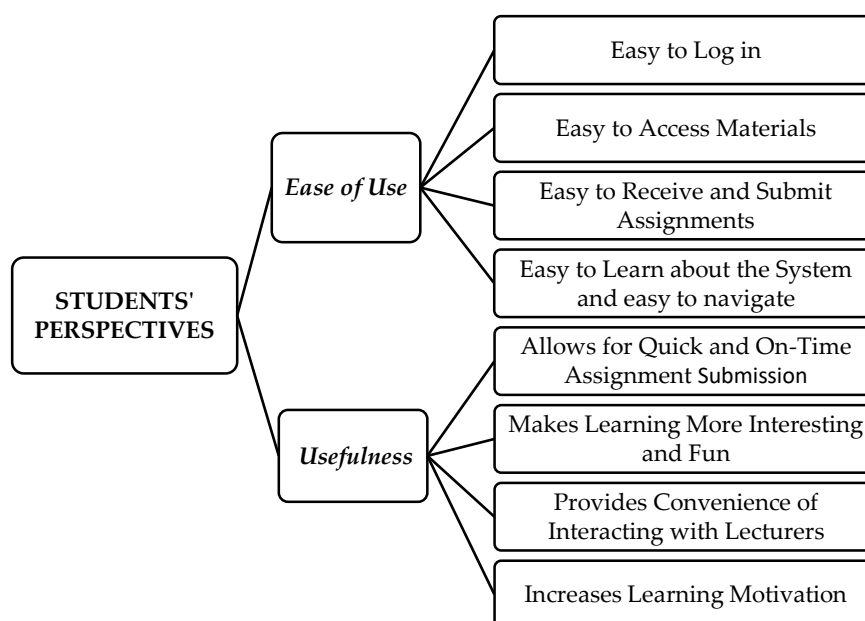 STUDENTS'
PERSPECTIVES
Ease of Use
Easy to Log in
Easy to Access Materials
Easy to Receive and Submit
Assignments
Easy to Learn about the System
and easy to navigate
Usefulness
Allows for Quick and On-Time
Assignment Submission
Makes Learning More Interesting
and Fun
Provides Convenience of
Interacting with Lecturers
Increases Learning Motivation